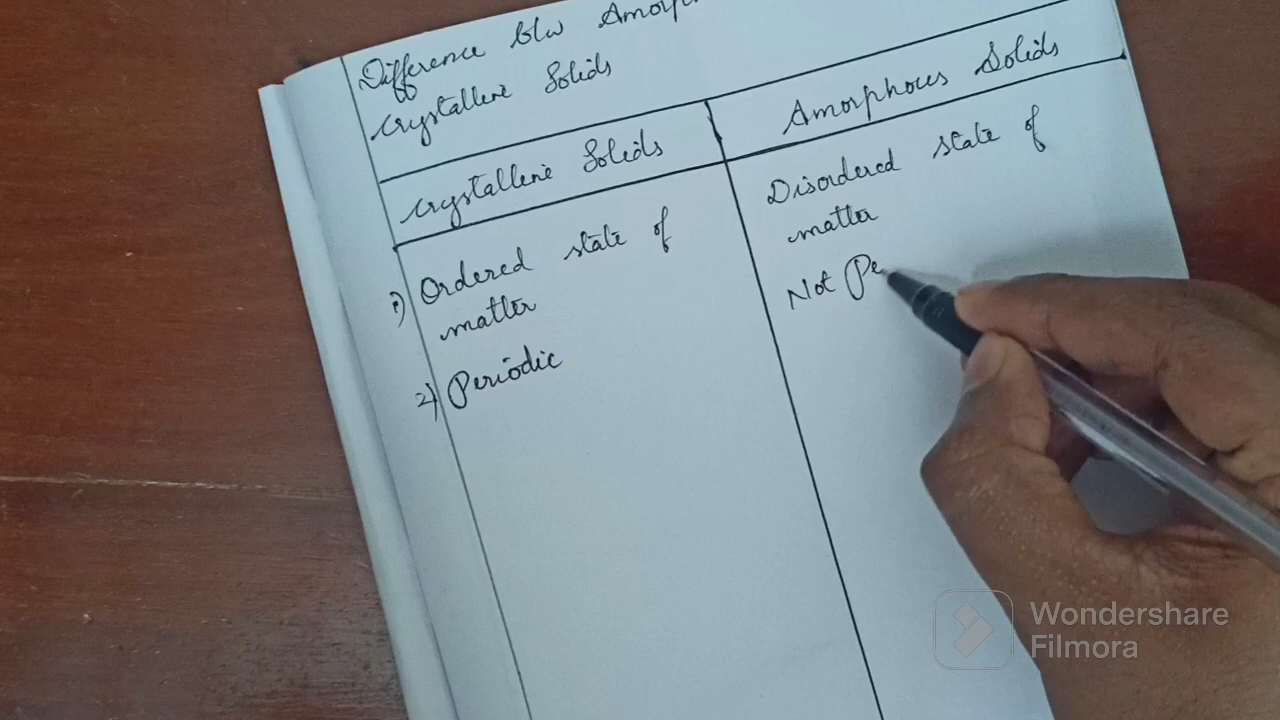 Difference b/w Amorph
crystalline Solids
crystalline Solids
Amorphous Solids
1) Ordered state of
matter
Disordered state of
matter
2) Periodic
Not Pe
Wondershare
Filmora